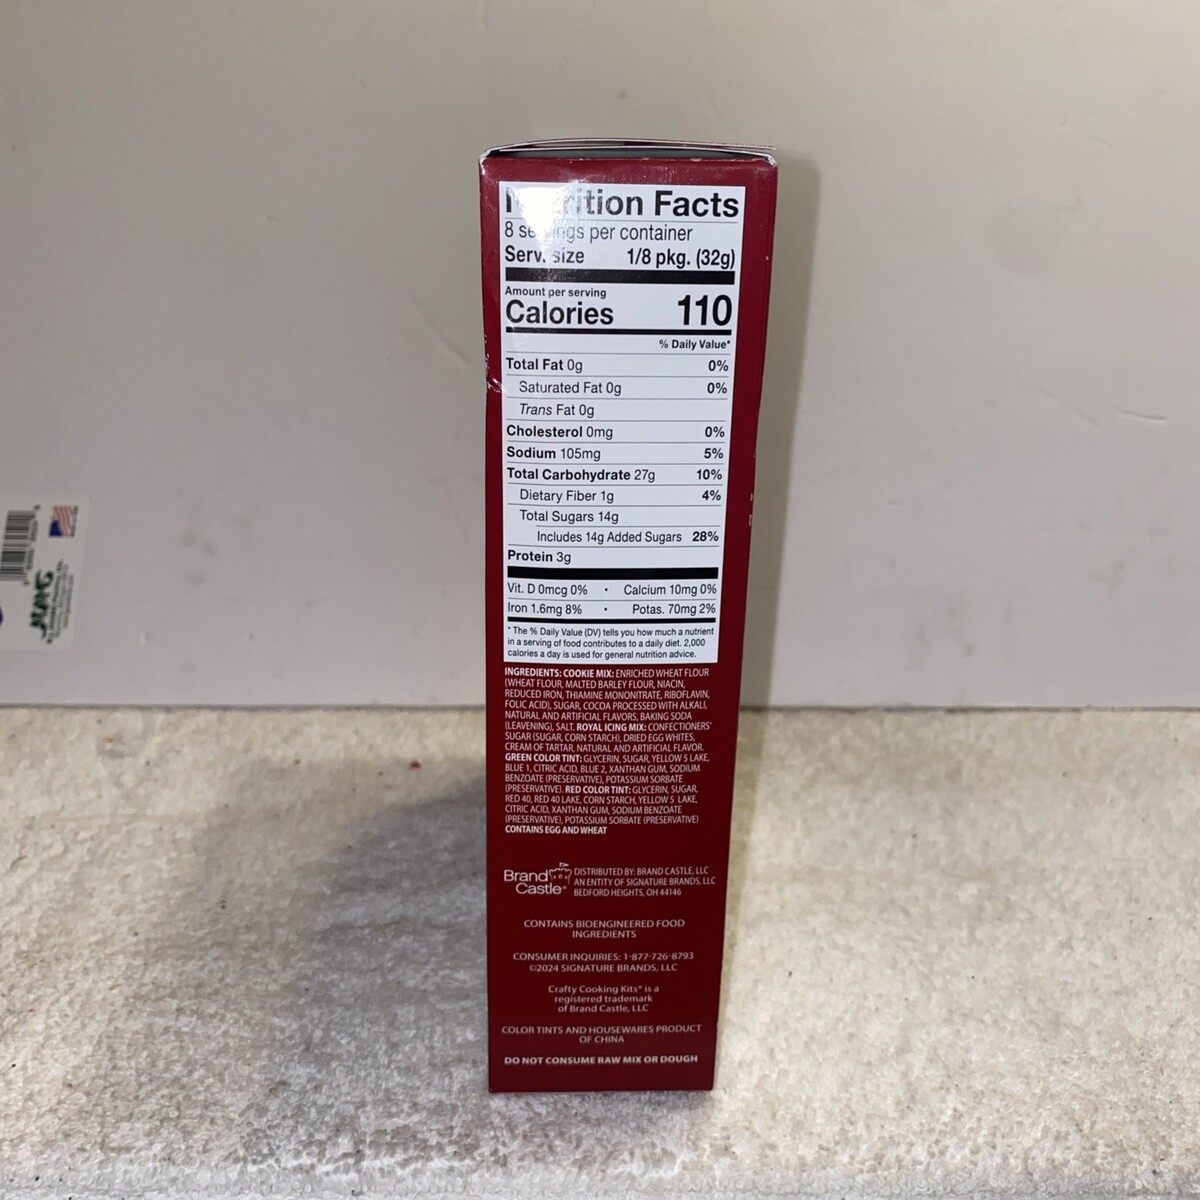 Nutrition Facts
8 servings per container
Serv. size 1/8 pkg. (32g)
Amount per serving
Calories 110
% Daily Value*
Total Fat 0g 0%
Saturated Fat 0g 0%
Trans Fat 0g
Cholesterol 0mg 0%
Sodium 105mg 5%
Total Carbohydrate 27g 10%
Dietary Fiber 1g 4%
Total Sugars 14g
Includes 14g Added Sugars 28%
Protein 3g
Vit. D 0mcg 0% • Calcium 10mg 0%
Iron 1.6mg 8% • Potas. 70mg 2%
* The % Daily Value (DV) tells you how much a nutrient
in a serving of food contributes to a daily diet. 2,000
calories a day is used for general nutrition advice.
INGREDIENTS: COOKIE MIX: ENRICHED WHEAT FLOUR
(WHEAT FLOUR, MALTED BARLEY FLOUR, NIACIN,
REDUCED IRON, THIAMINE MONONITRATE, RIBOFLAVIN,
FOLIC ACID), SUGAR, COCOA PROCESSED WITH ALKALI,
NATURAL AND ARTIFICIAL FLAVORS, BAKING SODA
(LEAVENING), SALT. ROYAL ICING MIX: CONFECTIONERS'
SUGAR (SUGAR, CORN STARCH), DRIED EGG WHITES,
CREAM OF TARTAR, NATURAL AND ARTIFICIAL FLAVOR.
GREEN COLOR TINT: GLYCERIN, SUGAR, YELLOW 5 LAKE,
BLUE 1, CITRIC ACID, BLUE 2, XANTHAN GUM, SODIUM
BENZOATE (PRESERVATIVE), POTASSIUM SORBATE
(PRESERVATIVE). RED COLOR TINT: GLYCERIN, SUGAR,
RED 40, RED 40 LAKE, CORN STARCH, YELLOW 5 LAKE,
CITRIC ACID, XANTHAN GUM, SODIUM BENZOATE
(PRESERVATIVE), POTASSIUM SORBATE (PRESERVATIVE)
CONTAINS EGG AND WHEAT
Brand Castle®
DISTRIBUTED BY: BRAND CASTLE, LLC
AN ENTITY OF SIGNATURE BRANDS, LLC
BEDFORD HEIGHTS, OH 44146
CONTAINS BIOENGINEERED FOOD
INGREDIENTS
CONSUMER INQUIRIES: 1-877-726-8793
©2024 SIGNATURE BRANDS, LLC
Crafty Cooking Kits® is a
registered trademark
of Brand Castle, LLC
COLOR TINTS AND HOUSEWARES PRODUCT
OF CHINA
DO NOT CONSUME RAW MIX OR DOUGH